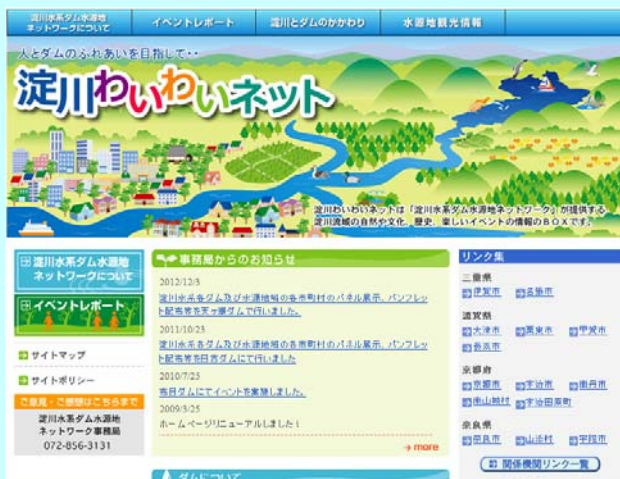 淀川水系ダム水源地
ネットワークについて
イベントレポート
淀川とダムのかかわり
水源地観光情報
人とダムのふれあいを目指して・・
淀川わいわいネット
淀川わいわいネットは「淀川水系ダム水源地ネットワーク」が提供する
淀川流域の自然や文化、歴史、楽しいイベントの情報のBOXです。
淀川水系ダム水源地
ネットワークについて
イベントレポート
サイトマップ
サイトポリシー
ご意見・ご感想はこちらまで
淀川水系ダム水源地
ネットワーク事務局
072-856-3131
事務局からのお知らせ
2012/12/3
淀川水系各ダム及び水源地域の各市町村のパネル展示、パンフレッ
ト配布等を天ヶ瀬ダムで行いました。
2011/10/23
淀川水系各ダム及び水源地域の各市町村のパネル展示、パンフレッ
ト配布等を日吉ダムにて行いました
2010/7/25
布目ダムにてイベントを実施しました。
2009/3/25
ホームページリニューアルしました！
more
ダムについて
リンク集
三重県
伊賀市 名張市
滋賀県
大津市 栗東市 甲賀市
長浜市
京都府
京都市 宇治市 南丹市
南山城村 宇治田原町
奈良県
奈良市 山添村 宇陀市
関係機関リンク一覧